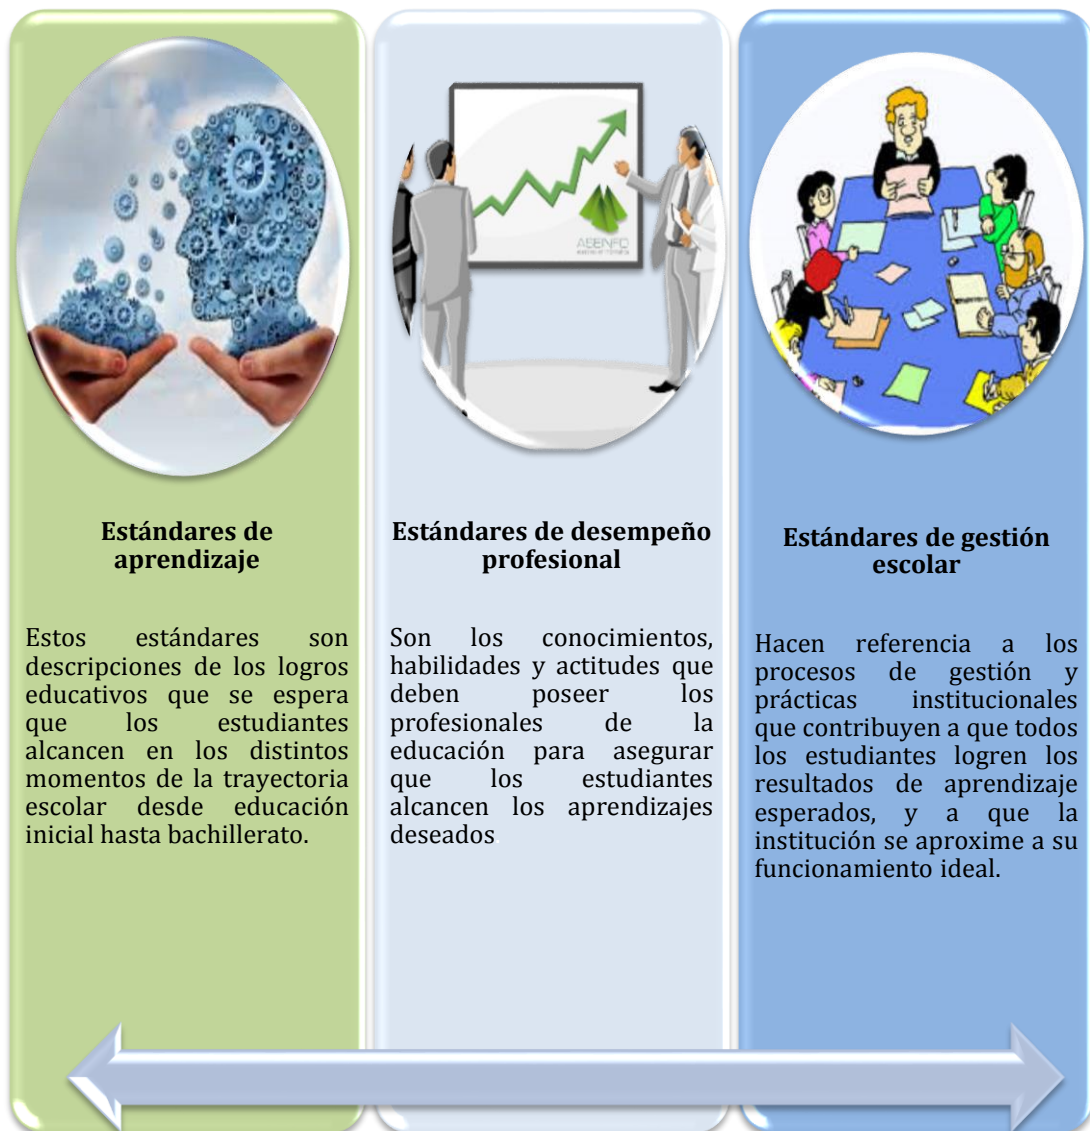 ASEINFO
Estándares de
aprendizaje
Estos estándares son
descripciones de los logros
educativos que se espera
que los estudiantes
alcancen en los distintos
momentos de la trayectoria
escolar desde educación
inicial hasta bachillerato.
Estándares de desempeño
profesional
Son los conocimientos,
habilidades y actitudes que
deben poseer los
profesionales de la
educación para asegurar
que los estudiantes
alcancen los aprendizajes
deseados.
Estándares de gestión
escolar
Hacen referencia a los
procesos de gestión y
prácticas institucionales
que contribuyen a que todos
los estudiantes logren los
resultados de aprendizaje
esperados, y a que la
institución se aproxime a su
funcionamiento ideal.